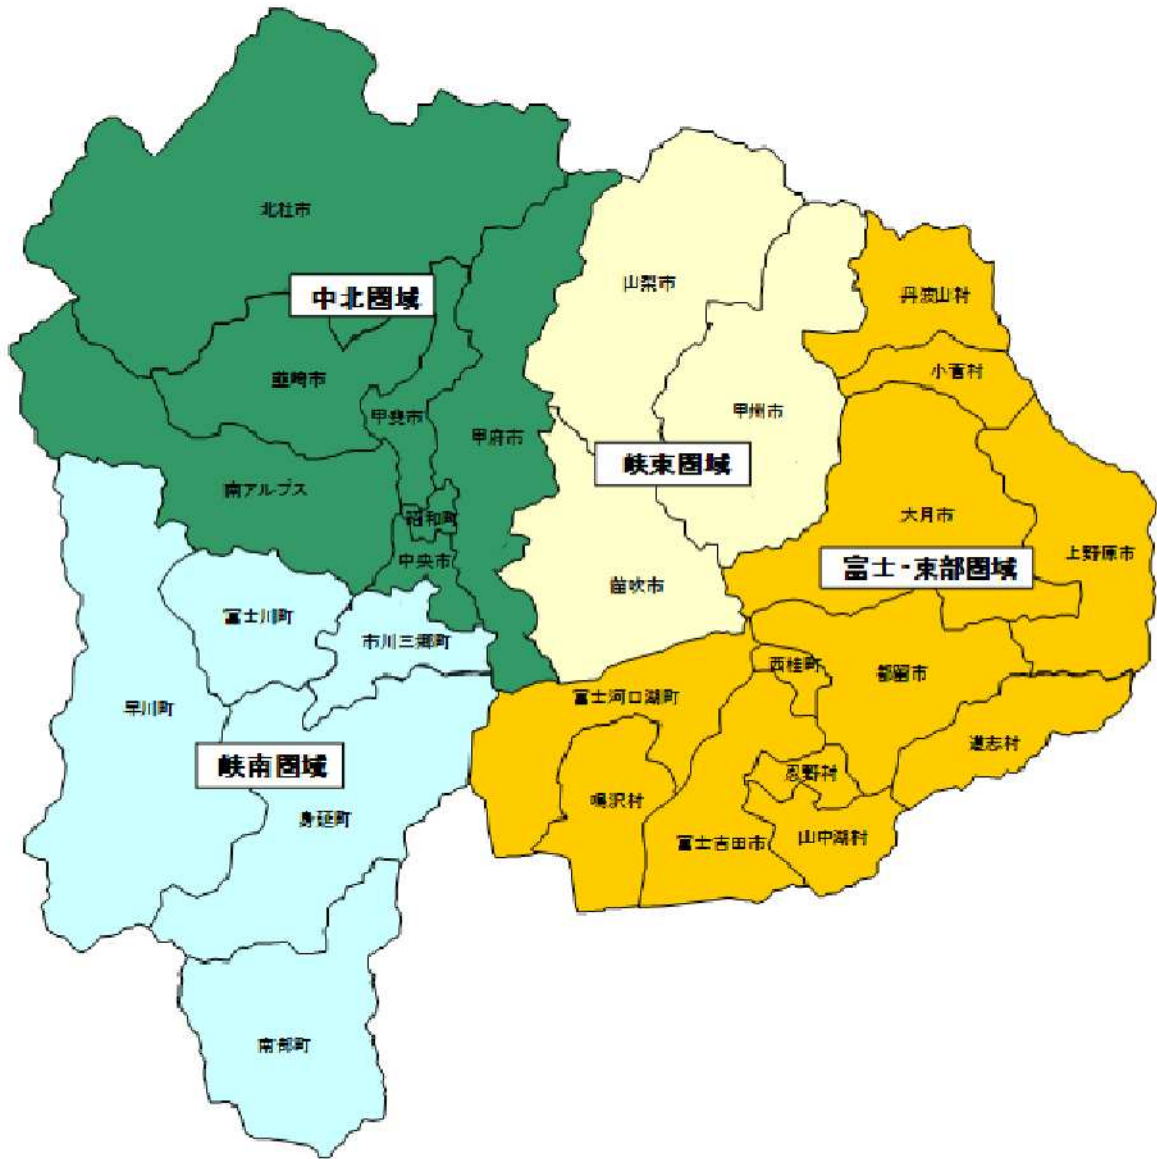 北杜市
山梨市
中北圏域
丹波山村
小菅村
韮崎市
甲斐市
甲府市
甲州市
峡東圏域
南アルプス
昭和町
大月市
中央市
上野原市
富士・東部圏域
笛吹市
富士川町
市川三郷町
西桂町
都留市
富士河口湖町
早川町
道志村
峡南圏域
忍野村
鳴沢村
身延町
富士吉田市
山中湖村
南部町